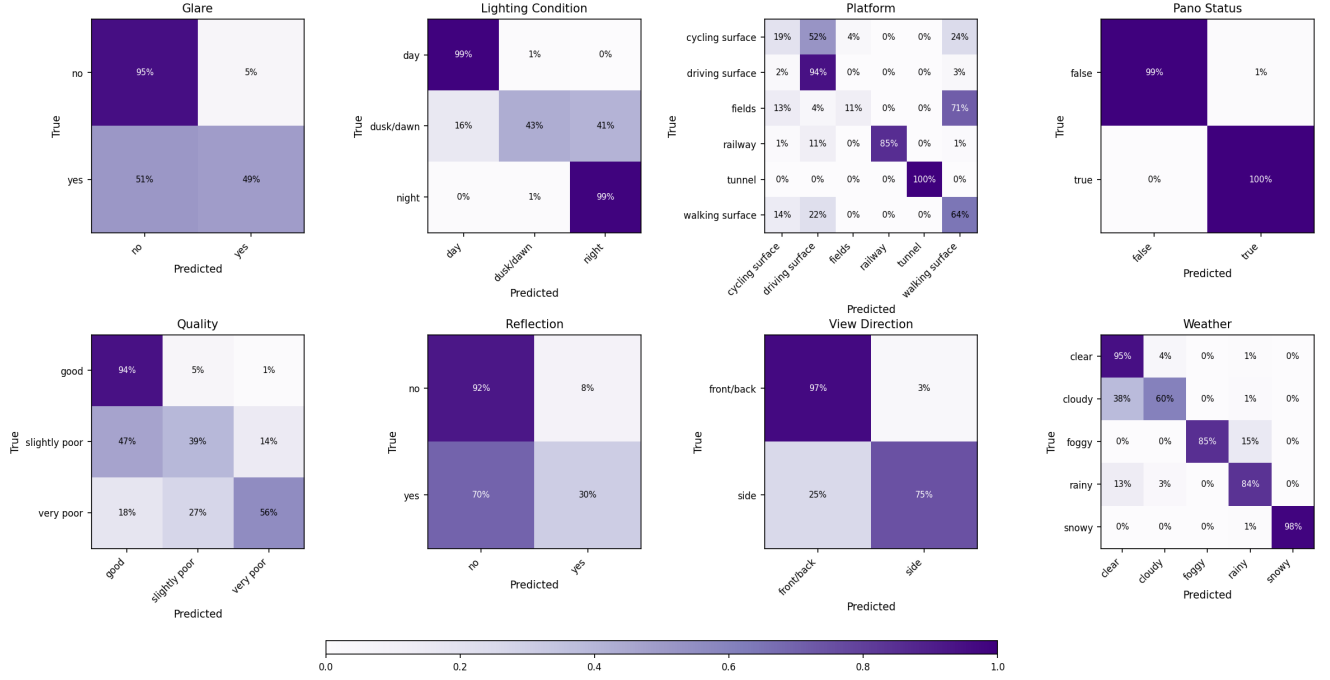 Glare
True
no
95%
5%
yes
51%
49%
no
yes
Predicted
Lighting Condition
True
day
99%
1%
0%
dusk/dawn
16%
43%
41%
night
0%
1%
99%
day
dusk/dawn
night
Predicted
Platform
True
cycling surface
19%
52%
4%
0%
0%
24%
driving surface
2%
94%
0%
0%
0%
3%
fields
13%
4%
11%
0%
0%
71%
railway
1%
11%
0%
85%
0%
1%
tunnel
0%
0%
0%
0%
100%
0%
walking surface
14%
22%
0%
0%
0%
64%
cycling surface
driving surface
fields
railway
tunnel
walking surface
Predicted
Pano Status
True
false
99%
1%
true
0%
100%
false
true
Predicted
Quality
True
good
94%
5%
1%
slightly poor
47%
39%
14%
very poor
18%
27%
56%
good
slightly poor
very poor
Predicted
Reflection
True
no
92%
8%
yes
70%
30%
no
yes
Predicted
View Direction
True
front/back
97%
3%
side
25%
75%
front/back
side
Predicted
Weather
True
clear
95%
4%
0%
1%
0%
cloudy
38%
60%
0%
1%
0%
foggy
0%
0%
85%
15%
0%
rainy
13%
3%
0%
84%
0%
snowy
0%
0%
0%
1%
98%
clear
cloudy
foggy
rainy
snowy
Predicted
0.0
0.2
0.4
0.6
0.8
1.0